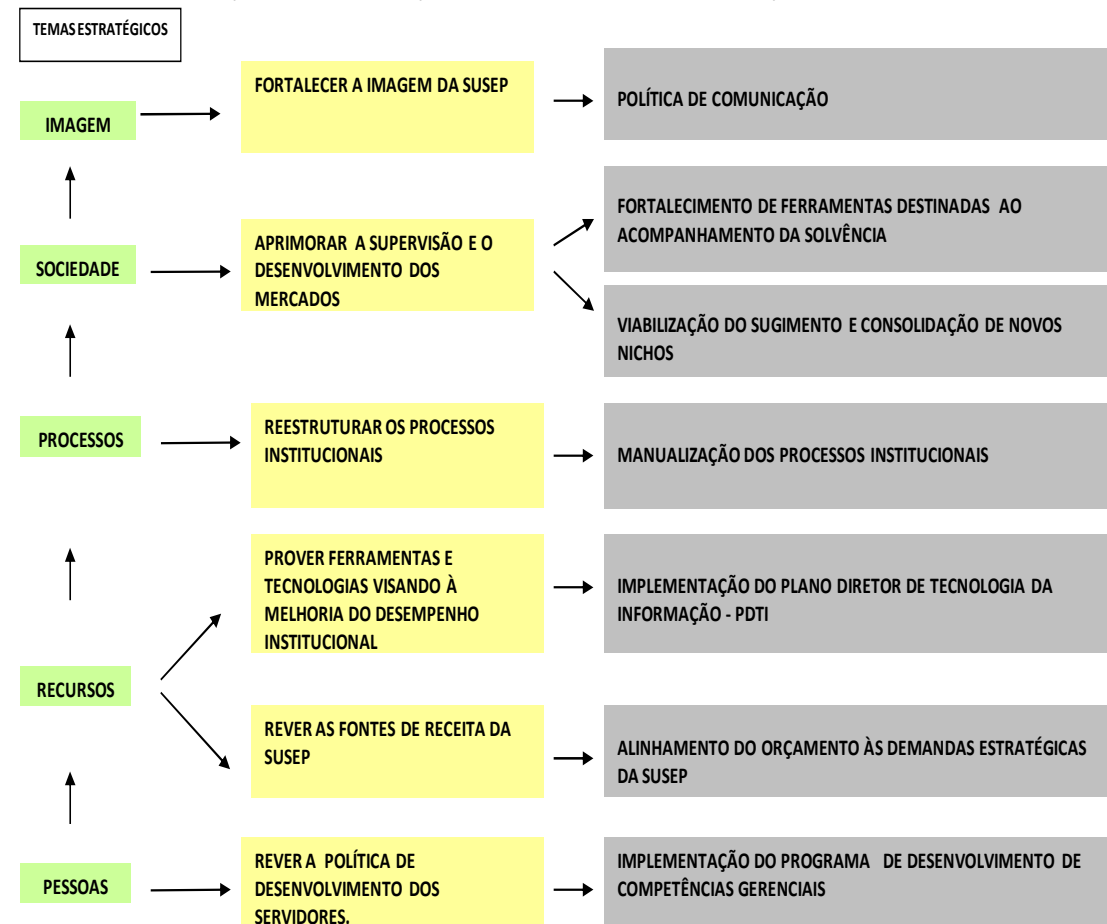 TEMAS ESTRATÉGICOS
IMAGEM
FORTALECER A IMAGEM DA SUSEP
POLÍTICA DE COMUNICAÇÃO
SOCIEDADE
APRIMORAR A SUPERVISÃO E O
DESENVOLVIMENTO DOS
MERCADOS
FORTALECIMENTO DE FERRAMENTAS DESTINADAS AO
ACOMPANHAMENTO DA SOLVÊNCIA
VIABILIZAÇÃO DO SUGIMENTO E CONSOLIDAÇÃO DE NOVOS
NICHOS
PROCESSOS
REESTRUTURAR OS PROCESSOS
INSTITUCIONAIS
MANUALIZAÇÃO DOS PROCESSOS INSTITUCIONAIS
RECURSOS
PROVER FERRAMENTAS E
TECNOLOGIAS VISANDO À
MELHORIA DO DESEMPENHO
INSTITUCIONAL
IMPLEMENTAÇÃO DO PLANO DIRETOR DE TECNOLOGIA DA
INFORMAÇÃO - PDTI
REVER AS FONTES DE RECEITA DA
SUSEP
ALINHAMENTO DO ORÇAMENTO ÀS DEMANDAS ESTRATÉGICAS
DA SUSEP
PESSOAS
REVER A POLÍTICA DE
DESENVOLVIMENTO DOS
SERVIDORES.
IMPLEMENTAÇÃO DO PROGRAMA DE DESENVOLVIMENTO DE
COMPETÊNCIAS GERENCIAIS